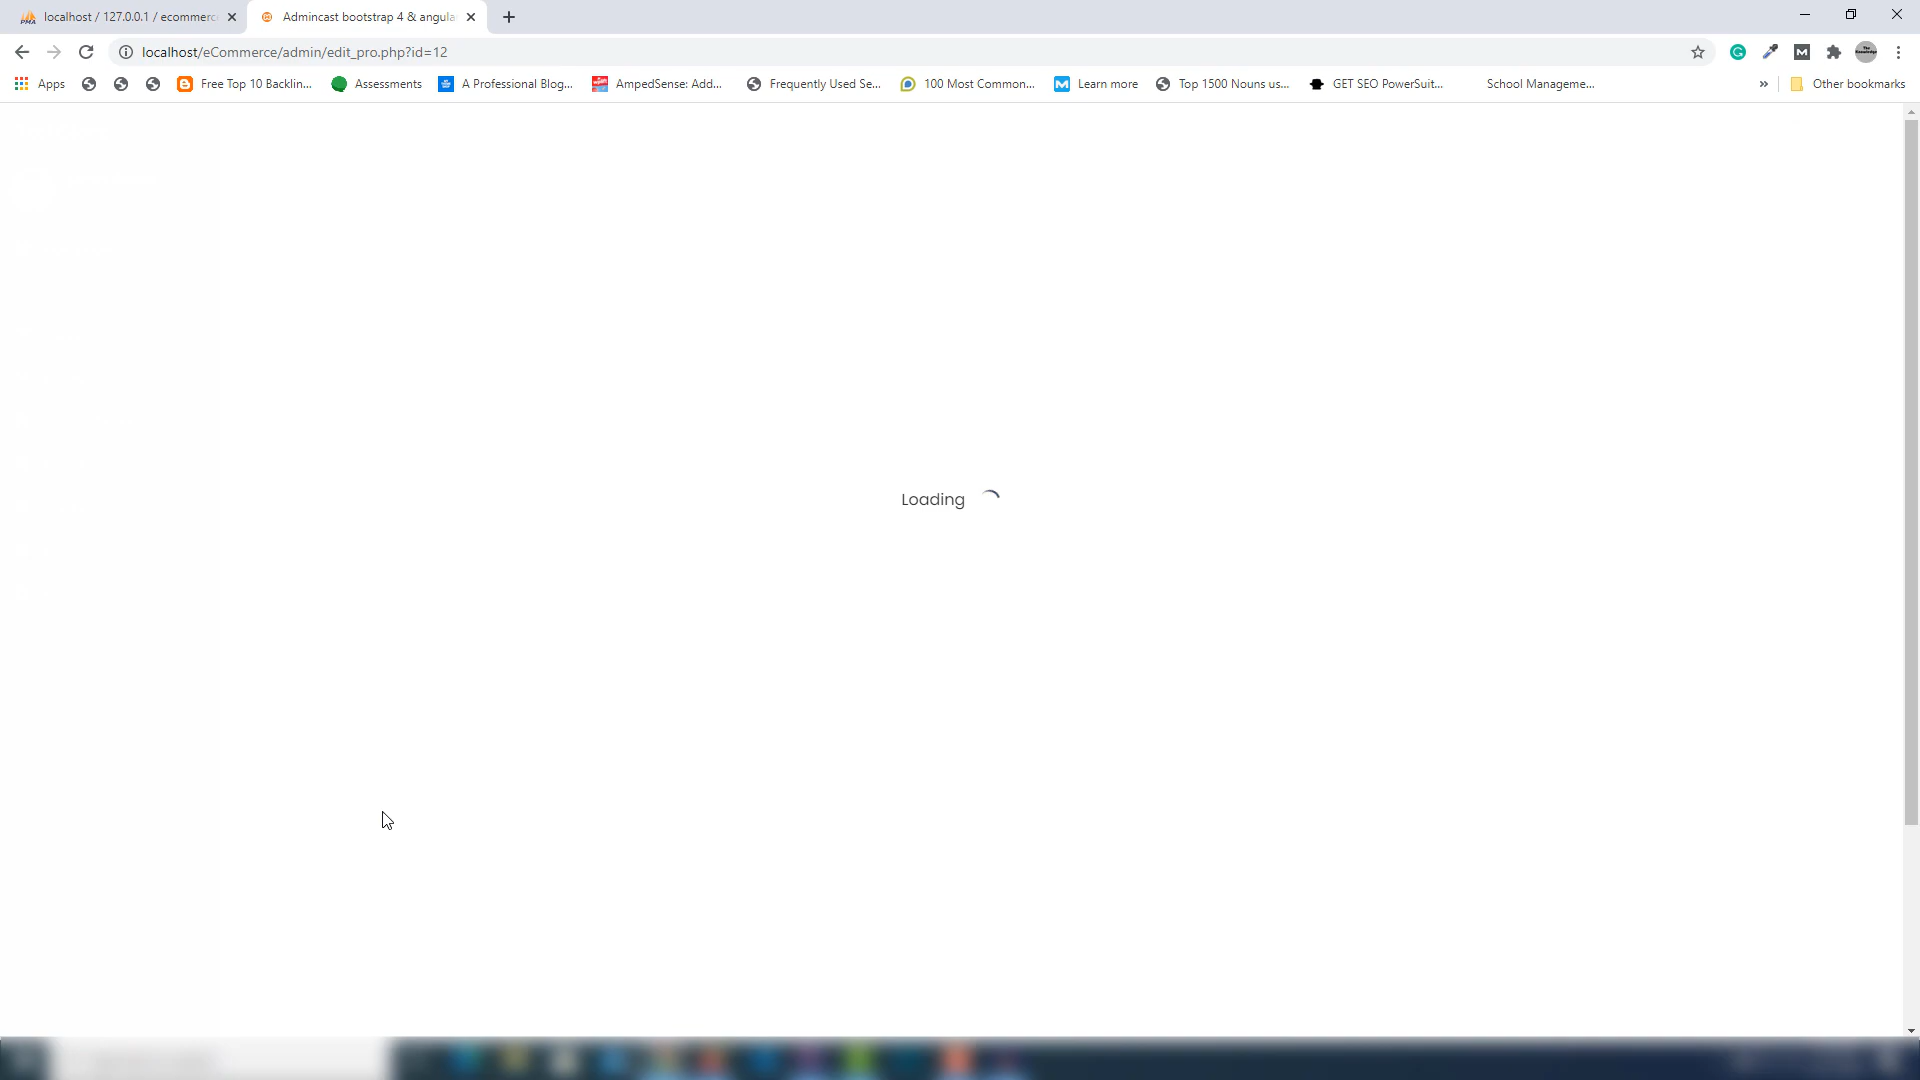 localhost / 127.0.0.1 / ecommerc
Admincast bootstrap 4 & angula
localhost/eCommerce/admin/edit_pro.php?id=12
Apps
Free Top 10 Backlin...
Assessments
A Professional Blog...
AmpedSense: Add...
Frequently Used Se...
100 Most Common...
Learn more
Top 1500 Nouns us...
GET SEO PowerSuit...
School Manageme...
»
Other bookmarks
Loading